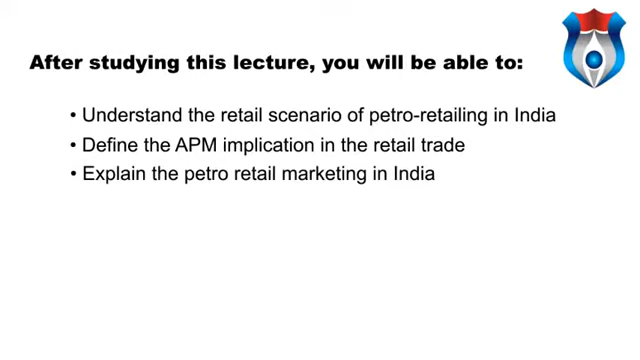 After studying this lecture, you will be able to:
• Understand the retail scenario of petro-retailing in India
• Define the APM implication in the retail trade
• Explain the petro retail marketing in India